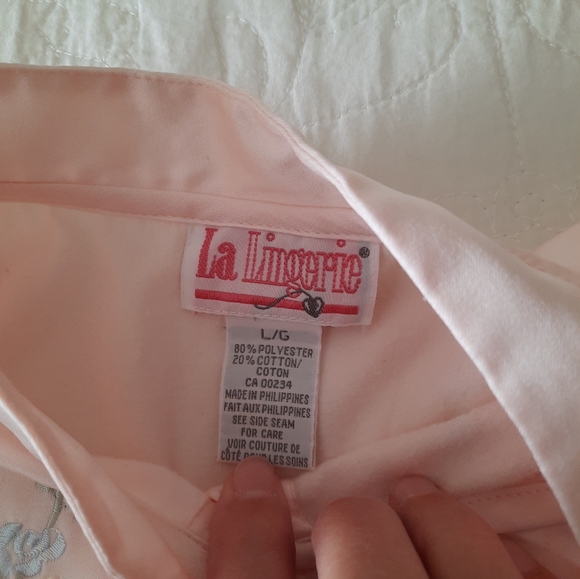 La Lingerie®
L/G
80% POLYESTER
20% COTTON/
COTON
CA 00234
MADE IN PHILIPPINES
FAIT AUX PHILIPPINES
SEE SIDE SEAM
FOR CARE
VOIR COUTURE DE
CÔTÉ POUR LES SOINS